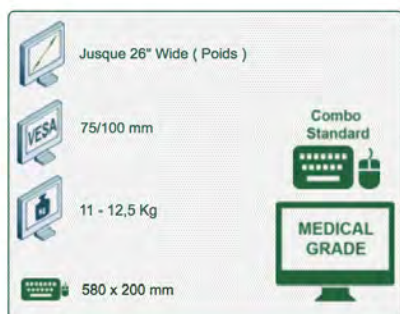 Jusque 26" Wide ( Poids )
VESA
75/100 mm
KG
11 - 12,5 Kg
580 x 200 mm
Combo
Standard
MEDICAL
GRADE